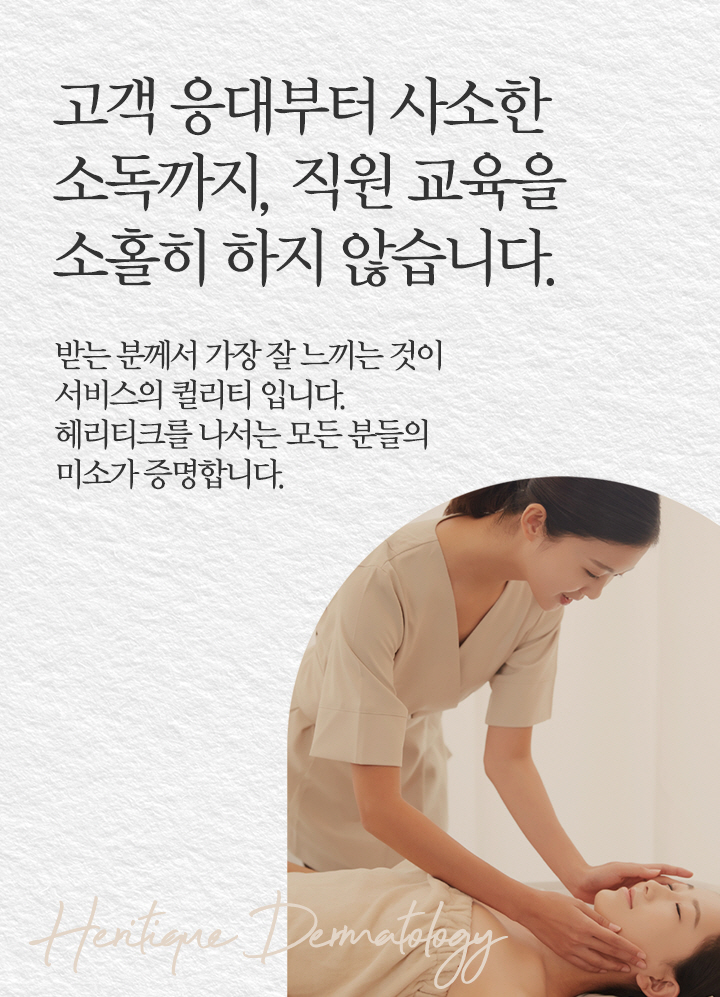 고객 응대부터 사소한
소독까지, 직원 교육을
소홀히 하지 않습니다.
받는 분께서 가장 잘 느끼는 것이
서비스의 퀄리티 입니다.
헤리티크를 나서는 모든 분들의
미소가 증명합니다.
Heritique Dermatology